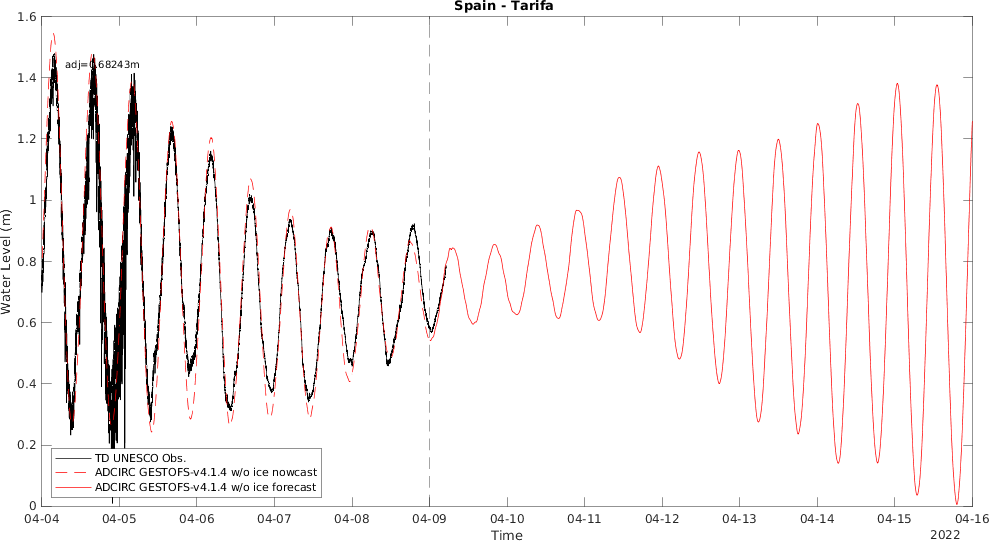 Spain - Tarifa
Water Level (m)
1.6
1.4
1.2
1
0.8
0.6
0.4
0.2
0
adj=0.68243m
TD UNESCO Obs.
ADCIRC GESTOFS-v4.1.4 w/o ice nowcast
ADCIRC GESTOFS-v4.1.4 w/o ice forecast
04-04 04-05 04-06 04-07 04-08 04-09 04-10 04-11 04-12 04-13 04-14 04-15 04-16
Time
2022